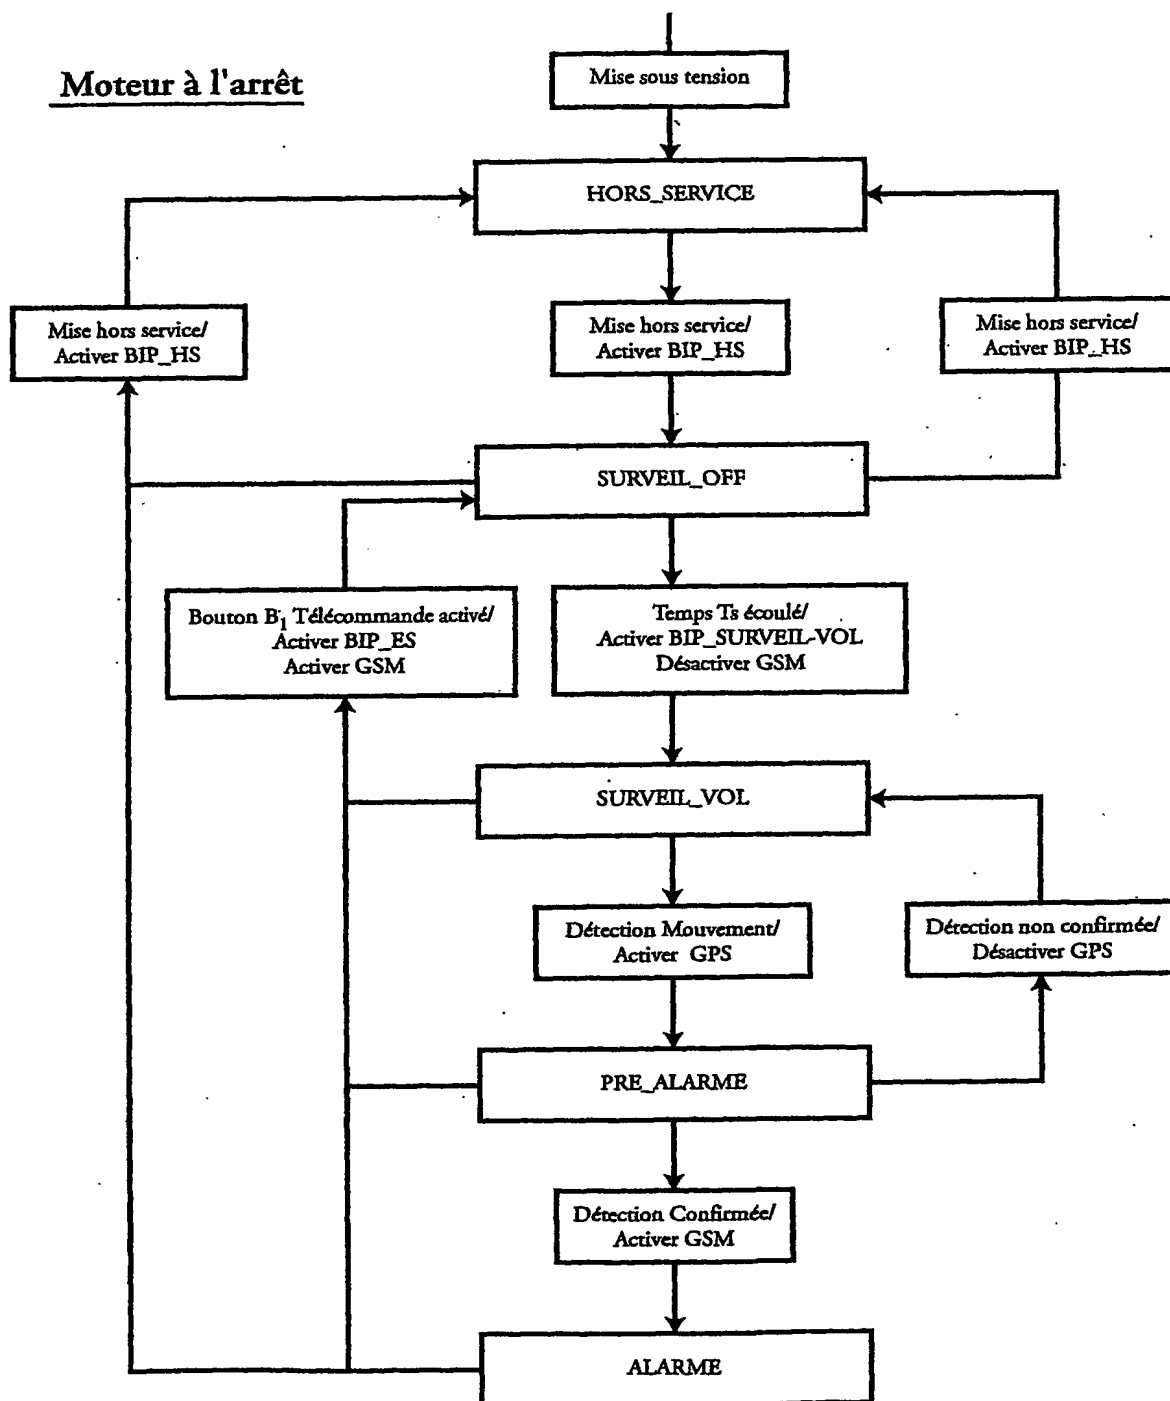 Moteur à l'arrêt
Mise sous tension
HORS_SERVICE
Mise hors service/
Activer BIP_HS
Mise hors service/
Activer BIP_HS
Mise hors service/
Activer BIP_HS
SURVEIL_OFF
Bouton B1 Télécommande activé/
Activer BIP_ES
Activer GSM
Temps Ts écoulé/
Activer BIP_SURVEIL-VOL
Désactiver GSM
SURVEIL_VOL
Détection Mouvement/
Activer GPS
Détection non confirmée/
Désactiver GPS
PRE_ALARME
Détection Confirmée/
Activer GSM
ALARME